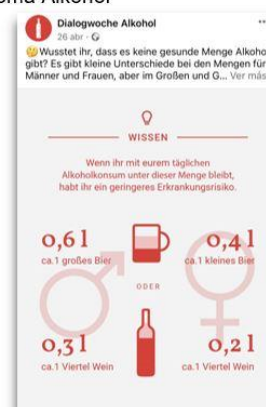 Dialogwoche Alkohol
26 abr ·
Wusstet ihr, dass es keine gesunde Menge Alkoho
gibt? Es gibt kleine Unterschiede bei den Mengen für
Männer und Frauen, aber im Großen und G... Ver más
WISSEN
Wenn ihr mit eurem täglichen
Alkoholkonsum unter dieser Menge bleibt,
habt ihr ein geringeres Erkrankungsrisiko.
0,6 l
0,4 l
ca.1 großes Bier
ca.1 kleines Bier
ODER
0,3 l
0,2 l
ca.1 Viertel Wein
ca.1 Viertel Wein